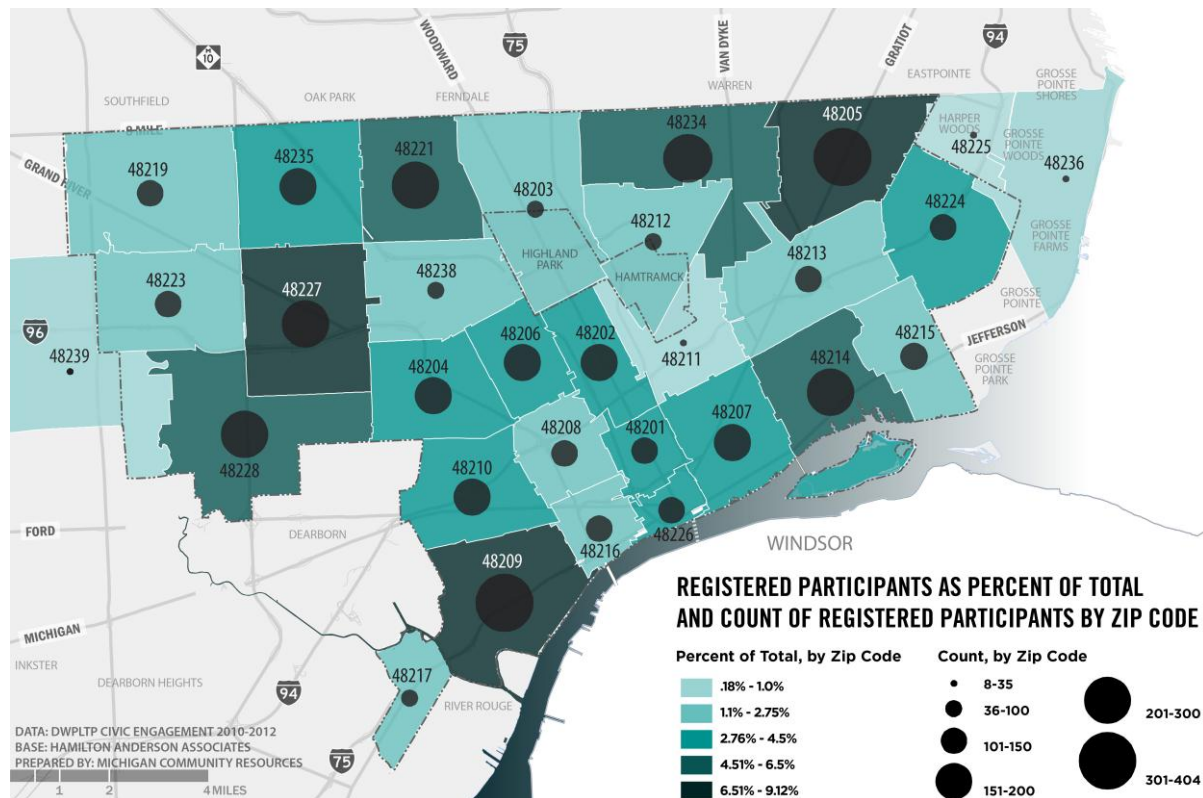 WOODWARD
75
VAN DYKE
GRATIOT
94
10
EASTPOINTE
GROSSE
POINTE
SHORES
SOUTHFIELD
OAK PARK
FERNDALE
WARREN
8 MILE
48234
48205
HARPER
WOODS
48225
GROSSE
POINTE
WOODS
48236
GRAND RIVER
48219
48235
48221
48203
48212
48224
GROSSE
POINTE
FARMS
HIGHLAND
PARK
HAMTRAMCK
48213
48223
48227
48238
GROSSE
POINTE
96
48239
48206
48202
48211
48215
JEFFERSON
GROSSE
POINTE
PARK
48204
48214
48208
48201
48207
48228
48210
48226
48216
FORD
DEARBORN
WINDSOR
48209
MICHIGAN
INKSTER
DEARBORN HEIGHTS
94
48217
RIVER ROUGE
75
REGISTERED PARTICIPANTS AS PERCENT OF TOTAL
AND COUNT OF REGISTERED PARTICIPANTS BY ZIP CODE
Percent of Total, by Zip Code
.18% - 1.0%
1.1% - 2.75%
2.76% - 4.5%
4.51% - 6.5%
6.51% - 9.12%
Count, by Zip Code
8-35
36-100
101-150
151-200
201-300
301-404
DATA: DWPLTP CIVIC ENGAGEMENT 2010-2012
BASE: HAMILTON ANDERSON ASSOCIATES
PREPARED BY: MICHIGAN COMMUNITY RESOURCES
1 2 4 MILES